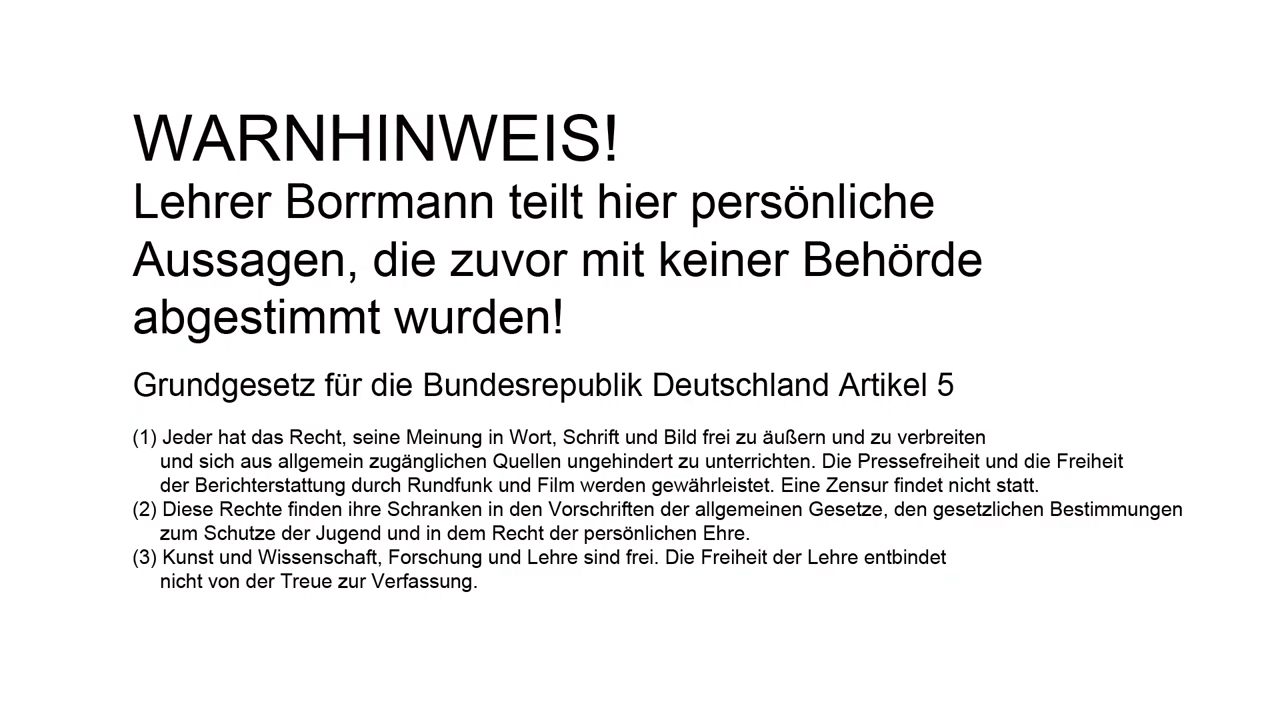 WARNHINWEIS!
Lehrer Borrmann teilt hier persönliche
Aussagen, die zuvor mit keiner Behörde
abgestimmt wurden!
Grundgesetz für die Bundesrepublik Deutschland Artikel 5
(1) Jeder hat das Recht, seine Meinung in Wort, Schrift und Bild frei zu äußern und zu verbreiten
und sich aus allgemein zugänglichen Quellen ungehindert zu unterrichten. Die Pressefreiheit und die Freiheit
der Berichterstattung durch Rundfunk und Film werden gewährleistet. Eine Zensur findet nicht statt.
(2) Diese Rechte finden ihre Schranken in den Vorschriften der allgemeinen Gesetze, den gesetzlichen Bestimmungen
zum Schutze der Jugend und in dem Recht der persönlichen Ehre.
(3) Kunst und Wissenschaft, Forschung und Lehre sind frei. Die Freiheit der Lehre entbindet
nicht von der Treue zur Verfassung.